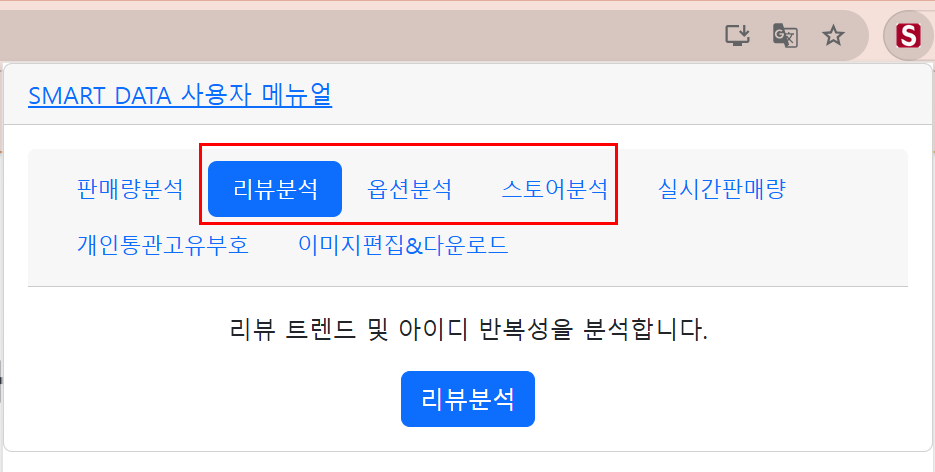 S
SMART DATA 사용자 메뉴얼
판매량분석 리뷰분석 옵션분석 스토어분석 실시간판매량
개인통관고유부호 이미지편집&다운로드
리뷰 트렌드 및 아이디 반복성을 분석합니다.
리뷰분석